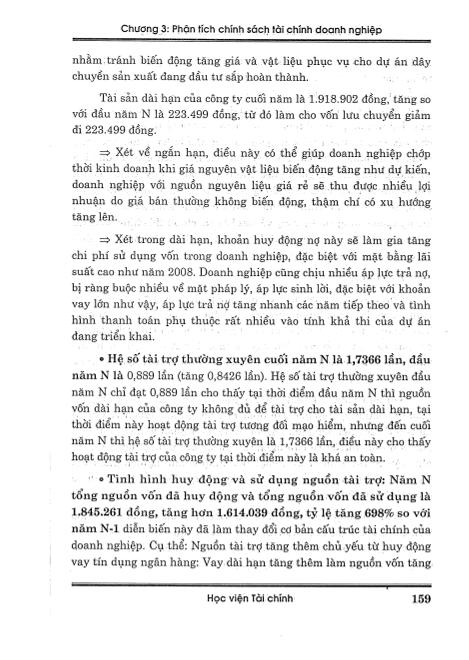 Chương 3: Phận tích chính sách tài chính doanh nghiệp
nhằm tránh biến động tăng giá và vật liệu phục vụ cho dự án dây
chuyển sản xuất đang đầu tư sắp hoàn thành.
Tài sản dài hạn của công ty cuối năm là 1.918.902 đồng, tăng so
với đầu năm N là 223.499 đồng, từ đó làm cho vốn lưu chuyển giảm
đi 223.499 đồng.
⇒ Xét về ngắn hạn, điều này có thể giúp doanh nghiệp chớp
thời kinh doanh khi giá nguyên vật liệu biến động tăng như dự kiến,
doanh nghiệp với nguồn nguyên liệu giá rẻ sẽ thu được nhiều lợi
nhuận do giá bán thường không biến động, thậm chí có xu hướng
tăng lên.
⇒ Xét trong dài hạn, khoản huy động nợ này sẽ làm gia tăng
chi phí sử dụng vốn trong doanh nghiệp, đặc biệt với mặt bằng lãi
suất cao như năm 2008. Doanh nghiệp cũng chịu nhiều áp lực trả nợ,
bị ràng buộc nhiều về mặt pháp lý, áp lực sinh lời, đặc biệt với khoản
vay lớn như vậy, áp lực trả nợ tăng nhanh các năm tiếp theo và tình
hình thanh toán phụ thuộc rất nhiều vào tính khả thi của dự án
đang triển khai.
• Hệ số tài trợ thường xuyên cuối năm N là 1,7366 lần, đầu
năm N là 0,889 lần (tăng 0,8426 lần). Hệ số tài trợ thường xuyên đầu
năm N chỉ đạt 0,889 lần cho thấy tại thời điểm đầu năm N thì nguồn
vốn dài hạn của công ty không đủ để tài trợ cho tài sản dài hạn, tại
thời điểm này hoạt động tài trợ tương đối mạo hiểm, nhưng đến cuối
năm N thì hệ số tài trợ thường xuyên là 1,7366 lần, điều này cho thấy
hoạt động tài trợ của công ty tại thời điểm này là khá an toàn.
• Tình hình huy động và sử dụng nguồn tài trợ: Năm N
tổng nguồn vốn đã huy động và tổng nguồn vốn đã sử dụng là
1.845.261 đồng, tăng hơn 1.614.039 đồng, tỷ lệ tăng 698% so với
năm N-1 diễn biến này đã làm thay đổi cơ bản cấu trúc tài chính của
doanh nghiệp. Cụ thể: Nguồn tài trợ tăng thêm chủ yếu từ huy động
vay tín dụng ngân hàng: Vay dài hạn tăng thêm làm nguồn vốn tăng
Học viện Tài chính
159